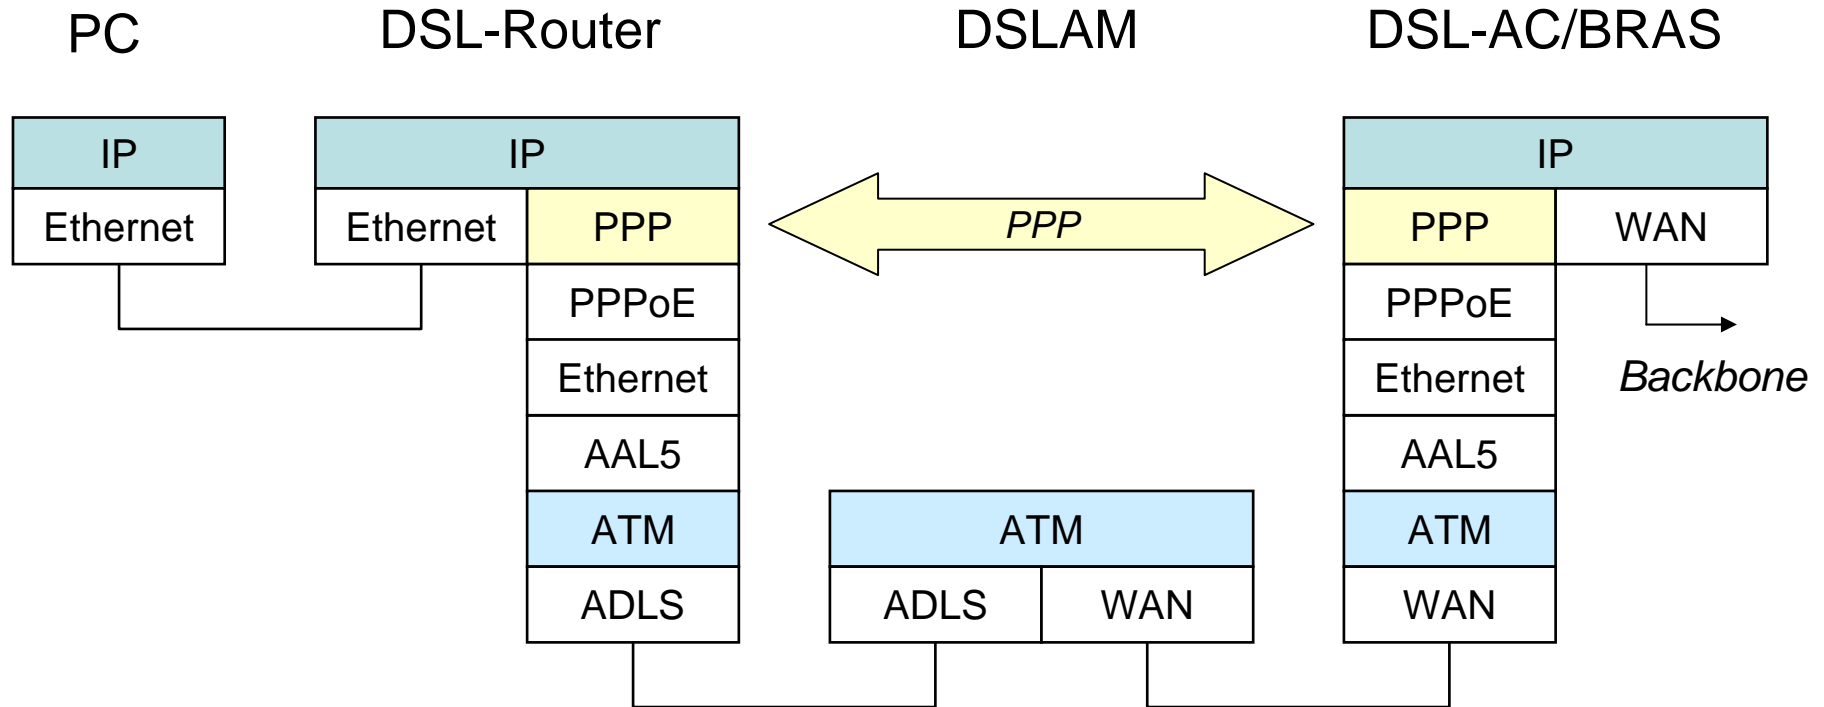 PC
DSL-Router
DSLAM
DSL-AC/BRAS
IP
IP
IP
Ethernet
Ethernet
PPP
PPP
PPP
WAN
PPPoE
PPPoE
Ethernet
Ethernet
Backbone
AAL5
AAL5
ATM
ATM
ATM
ADLS
ADLS
WAN
WAN